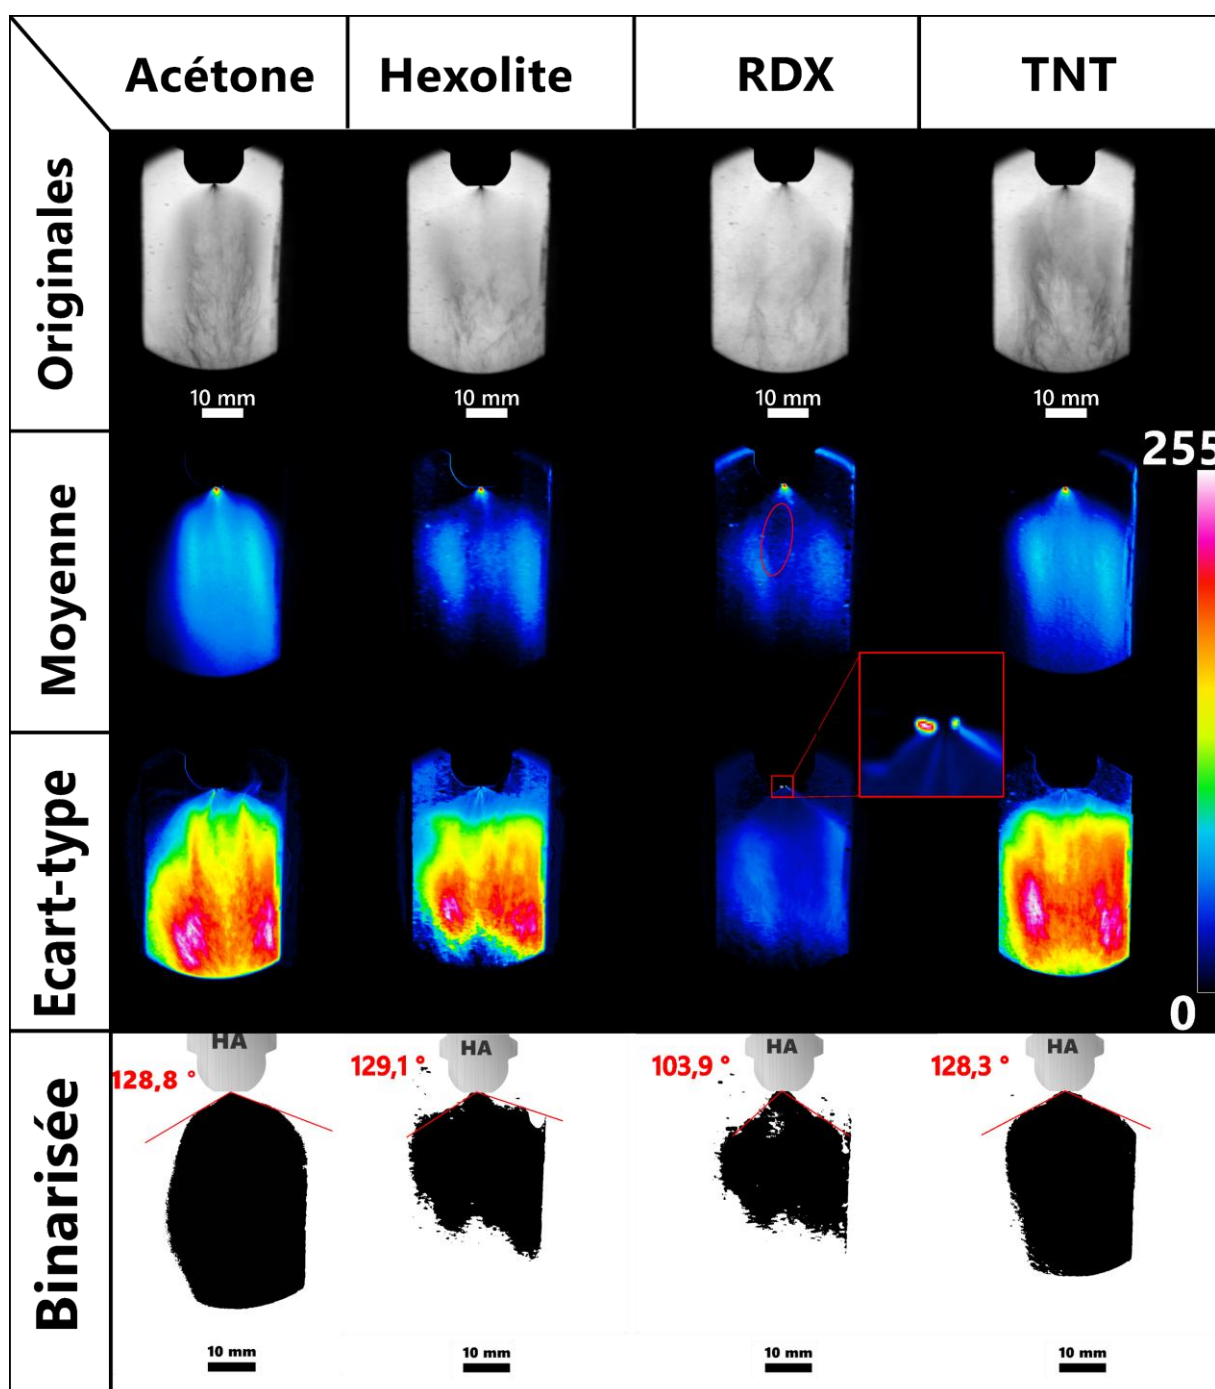 Acétone Hexolite RDX TNT
Originales
10 mm 10 mm 10 mm 10 mm
Moyenne
255
Ecart-type
0
Binarisée
HA HA HA HA
128,8 ° 129,1 ° 103,9 ° 128,3 °
10 mm 10 mm 10 mm 10 mm